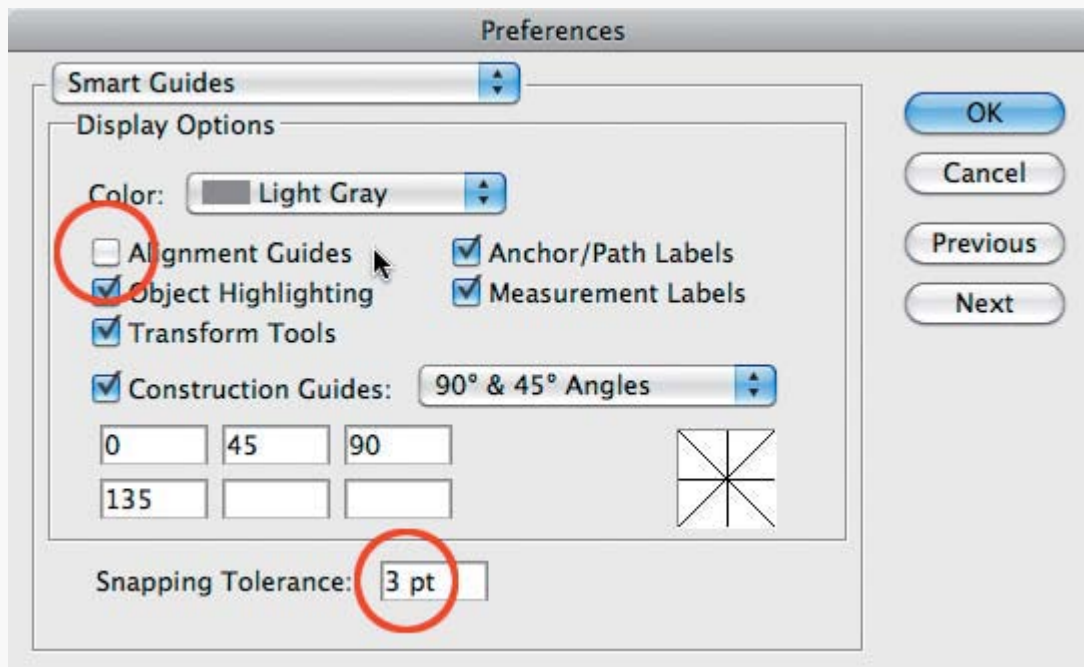 Preferences
Smart Guides
Display Options
Color: Light Gray
Alignment Guides
Anchor/Path Labels
Object Highlighting
Measurement Labels
Transform Tools
Construction Guides: 90° & 45° Angles
0 45 90
135
Snapping Tolerance: 3 pt
OK
Cancel
Previous
Next